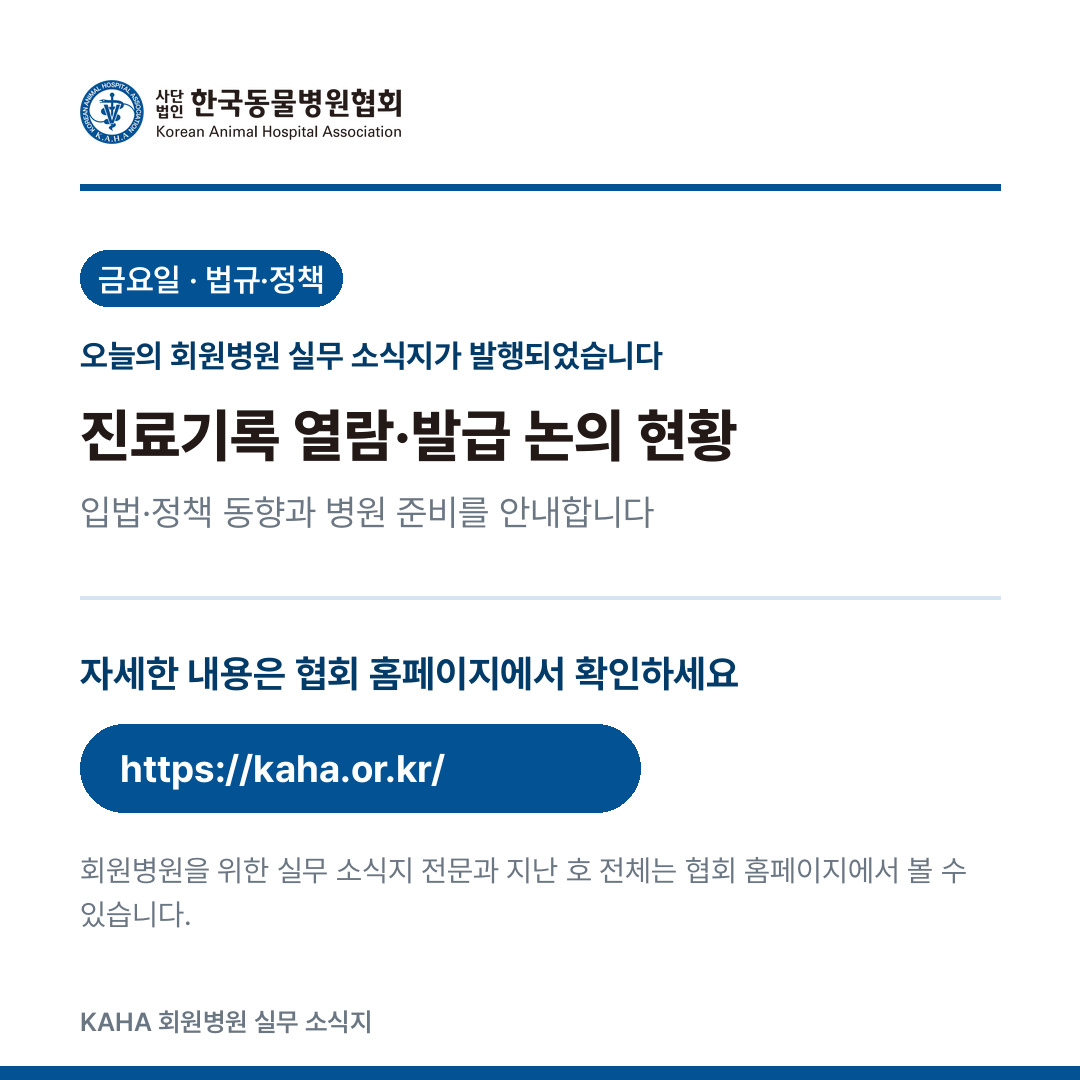 KOREAN ANIMAL HOSPITAL ASSOCIATION
K.A.H.A
사단법인 한국동물병원협회
Korean Animal Hospital Association
금요일 · 법규·정책
오늘의 회원병원 실무 소식지가 발행되었습니다
진료기록 열람·발급 논의 현황
입법·정책 동향과 병원 준비를 안내합니다
자세한 내용은 협회 홈페이지에서 확인하세요
https://kaha.or.kr/
회원병원을 위한 실무 소식지 전문과 지난 호 전체는 협회 홈페이지에서 볼 수
있습니다.
KAHA 회원병원 실무 소식지